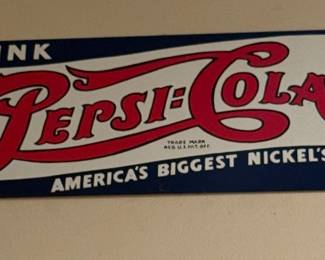 INK
PEPSI=COLA
TRADE MARK
REG. U.S. PAT. OFF.
AMERICA'S BIGGEST NICKEL'S